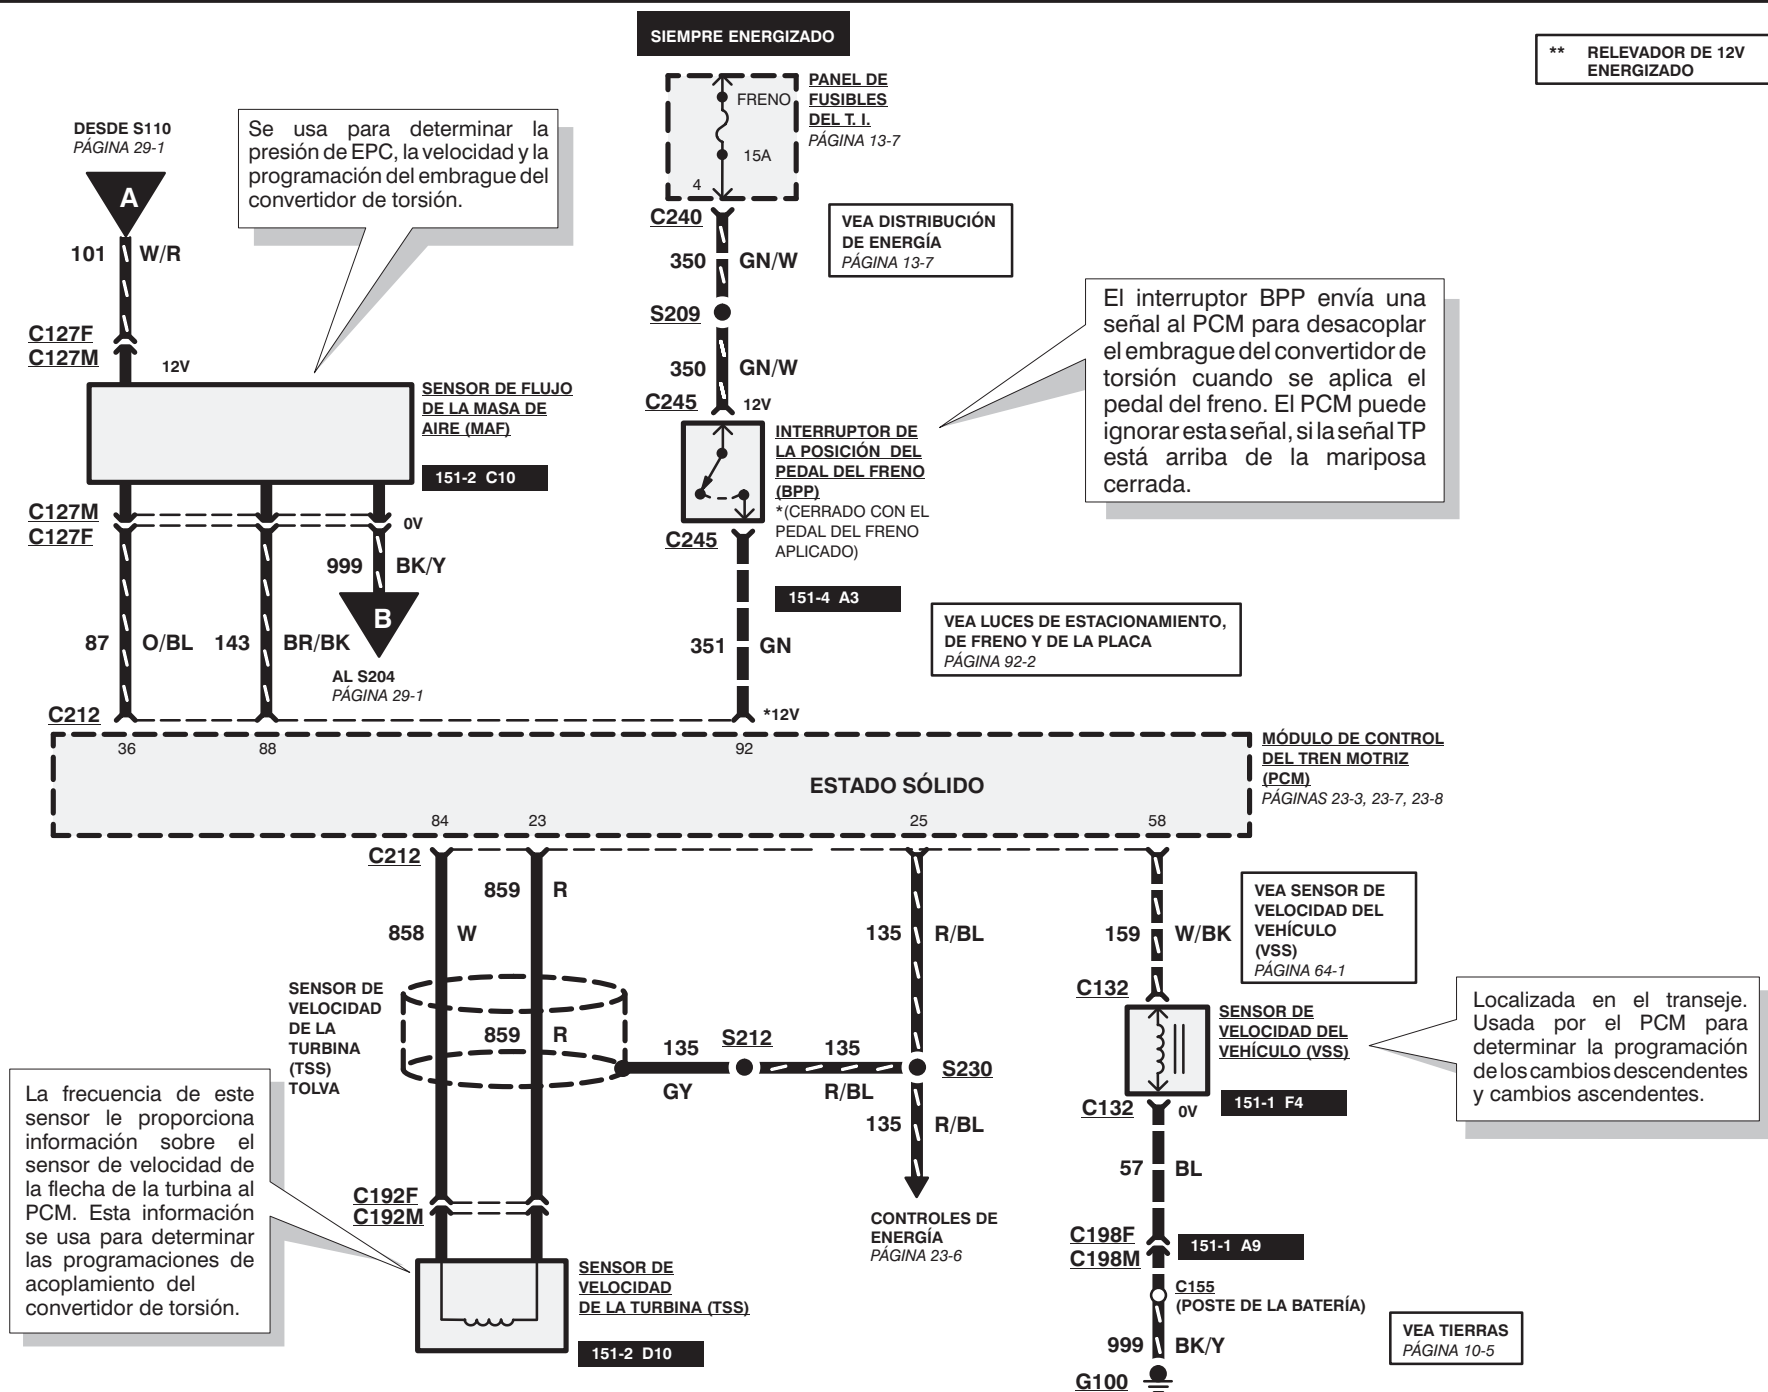 SIEMPRE ENERGIZADO
** RELEVADOR DE 12V
ENERGIZADO
PANEL DE
FUSIBLES
DEL T. I.
PÁGINA 13-7
FRENO
15A
4
DESDE S110
PÁGINA 29-1
A
Se usa para determinar la
presión de EPC, la velocidad y la
programación del embrague del
convertidor de torsión.
C240
350 GN/W
VEA DISTRIBUCIÓN
DE ENERGÍA
PÁGINA 13-7
101 W/R
S209
350 GN/W
El interruptor BPP envía una
señal al PCM para desacoplar
el embrague del convertidor de
torsión cuando se aplica el
pedal del freno. El PCM puede
ignorar esta señal, si la señal TP
está arriba de la mariposa
cerrada.
C127F
C127M
12V
SENSOR DE FLUJO
DE LA MASA DE
AIRE (MAF)
151-2 C10
C245 12V
INTERRUPTOR DE
LA POSICIÓN DEL
PEDAL DEL FRENO
(BPP)
*(CERRADO CON EL
PEDAL DEL FRENO
APLICADO)
C245
151-4 A3
C127M
C127F
0V
999 BK/Y
B
AL S204
PÁGINA 29-1
87 O/BL 143 BR/BK
351 GN
VEA LUCES DE ESTACIONAMIENTO,
DE FRENO Y DE LA PLACA
PÁGINA 92-2
C212
*12V
36 88 92
ESTADO SÓLIDO
MÓDULO DE CONTROL
DEL TREN MOTRIZ
(PCM)
PÁGINAS 23-3, 23-7, 23-8
84 23 25 58
C212
859 R
858 W
135 R/BL
159 W/BK
VEA SENSOR DE
VELOCIDAD DEL
VEHÍCULO
(VSS)
PÁGINA 64-1
SENSOR DE
VELOCIDAD
DE LA
TURBINA
(TSS)
TOLVA
859 R
135
GY
S212
135
R/BL
S230
135 R/BL
C132
SENSOR DE
VELOCIDAD DEL
VEHÍCULO (VSS)
151-1 F4
C132 0V
Localizada en el transeje.
Usada por el PCM para
determinar la programación
de los cambios descendentes
y cambios ascendentes.
La frecuencia de este
sensor le proporciona
información sobre el
sensor de velocidad de
la flecha de la turbina al
PCM. Esta información
se usa para determinar
las programaciones de
acoplamiento del
convertidor de torsión.
57 BL
C192F
C192M
CONTROLES DE
ENERGÍA
PÁGINA 23-6
C198F
C198M
151-1 A9
SENSOR DE
VELOCIDAD
DE LA TURBINA (TSS)
151-2 D10
C155
(POSTE DE LA BATERÍA)
999 BK/Y
VEA TIERRAS
PÁGINA 10-5
G100